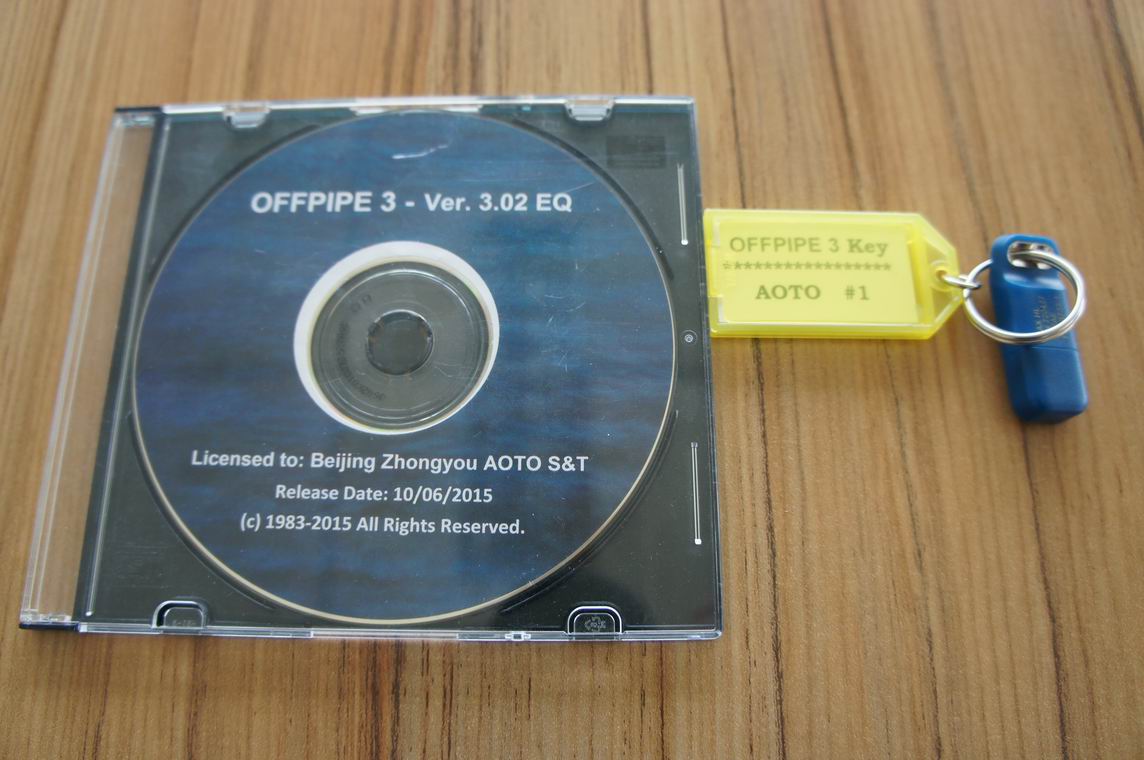 OFFPIPE 3 - Ver. 3.02 EQ
Licensed to: Beijing Zhongyou AOTO S&T
Release Date: 10/06/2015
(c) 1983-2015 All Rights Reserved.
OFFPIPE 3 Key
****************
AOTO #1